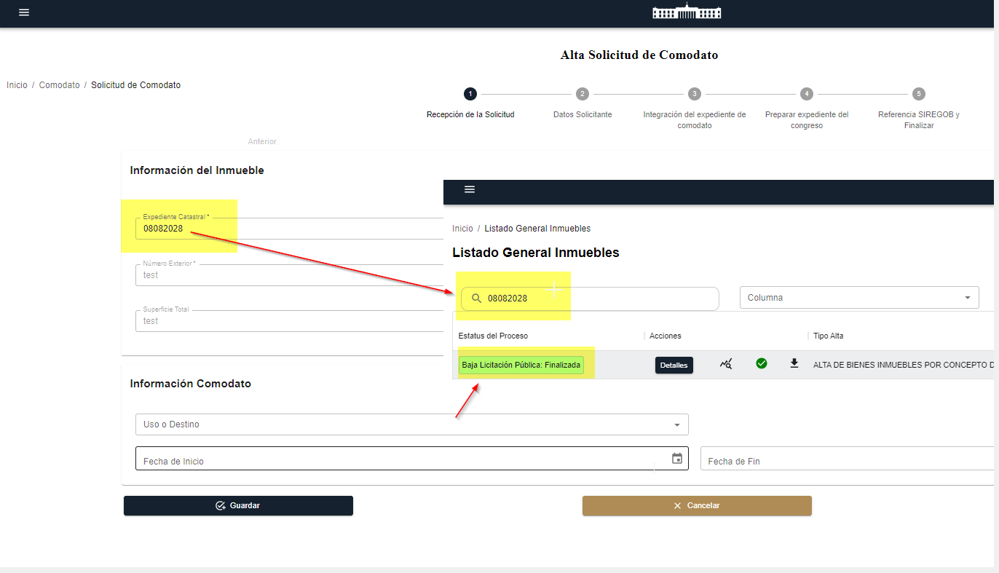 Alta Solicitud de Comodato
Inicio / Comodato / Solicitud de Comodato
1 2 3 4 5
Recepción de la Solicitud
Datos Solicitante
Integración del expediente de
comodato
Preparar expediente del
congreso
Referencia SIREGOB y
Finalizar
Anterior
Información del Inmueble
Expediente Catastral *
08082028
Número Exterior *
test
Superficie Total
test
Inicio / Listado General Inmuebles
Listado General Inmuebles
08082028
Columna
Estatus del Proceso
Acciones
Tipo Alta
Baja Licitación Pública: Finalizada
Detalles
ALTA DE BIENES INMUEBLES POR CONCEPTO D
Información Comodato
Uso o Destino
Fecha de Inicio
Fecha de Fin
Guardar
Cancelar